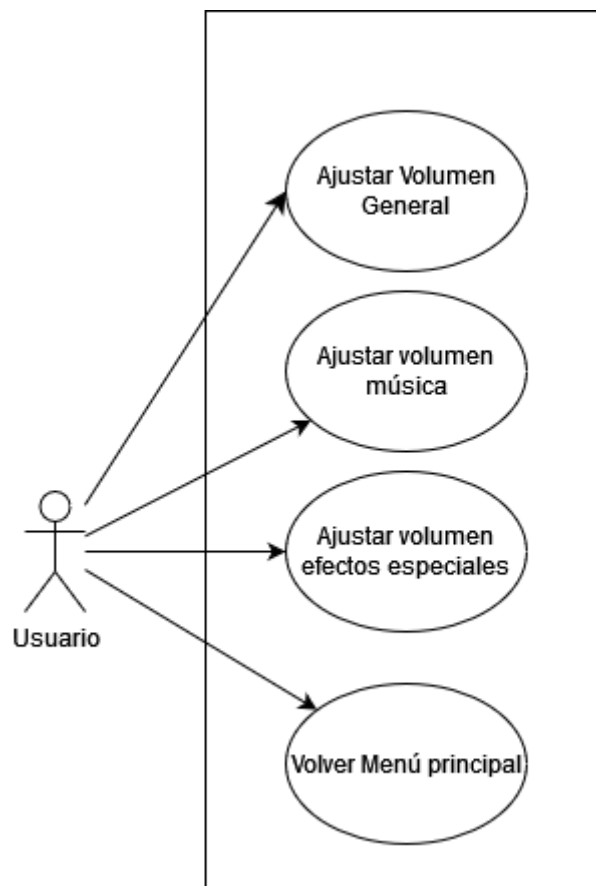 Ajustar Volumen
General
Ajustar volumen
música
Ajustar volumen
efectos especiales
Usuario
Volver Menú principal